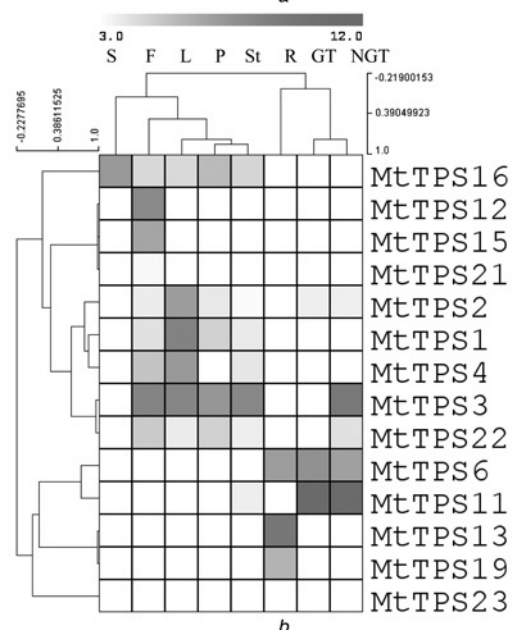 a
3.0 12.0
S F L P St R GT NGT
-0.21900153
0.39049923
1.0
-0.2277695
0.38611525
1.0
MtTPS16
MtTPS12
MtTPS15
MtTPS21
MtTPS2
MtTPS1
MtTPS4
MtTPS3
MtTPS22
MtTPS6
MtTPS11
MtTPS13
MtTPS19
MtTPS23
b